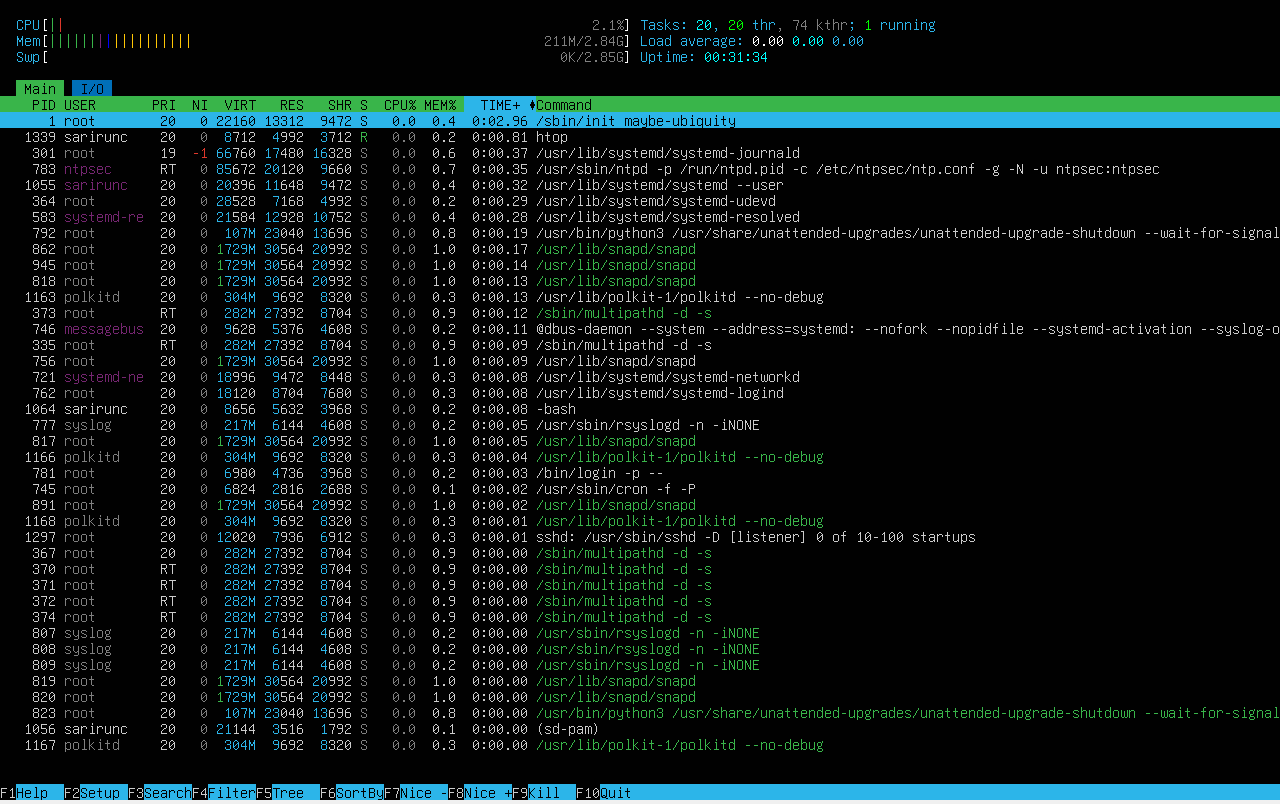 CPU[|| 2.1%] Tasks: 20, 20 thr, 74 kthr; 1 running
Mem[|||||||||||||||||| 211M/2.84G] Load average: 0.00 0.00 0.00
Swp[ 0K/2.85G] Uptime: 00:31:34
Main I/O
PID USER PRI NI VIRT RES SHR S CPU% MEM% TIME+ Command
1 root 20 0 22160 13312 9472 S 0.0 0.4 0:02.96 /sbin/init maybe-ubiquity
1339 sarirunc 20 0 8712 4992 3712 R 0.0 0.2 0:00.81 htop
301 root 19 -1 66760 17480 16328 S 0.0 0.6 0:00.37 /usr/lib/systemd/systemd-journald
783 ntpsec RT 0 85672 20120 9660 S 0.0 0.7 0:00.35 /usr/sbin/ntpd -p /run/ntpd.pid -c /etc/ntpsec/ntp.conf -g -N -u ntpsec:ntpsec
1055 sarirunc 20 0 20396 11648 9472 S 0.0 0.4 0:00.32 /usr/lib/systemd/systemd --user
364 root 20 0 28528 7168 4992 S 0.0 0.2 0:00.29 /usr/lib/systemd/systemd-udevd
583 systemd-re 20 0 21584 12928 10752 S 0.0 0.4 0:00.28 /usr/lib/systemd/systemd-resolved
792 root 20 0 107M 23040 13696 S 0.0 0.8 0:00.19 /usr/bin/python3 /usr/share/unattended-upgrades/unattended-upgrade-shutdown --wait-for-signal
862 root 20 0 1729M 30564 20992 S 0.0 1.0 0:00.17 /usr/lib/snapd/snapd
945 root 20 0 1729M 30564 20992 S 0.0 1.0 0:00.14 /usr/lib/snapd/snapd
818 root 20 0 1729M 30564 20992 S 0.0 1.0 0:00.13 /usr/lib/snapd/snapd
1163 polkitd 20 0 304M 9692 8320 S 0.0 0.3 0:00.13 /usr/lib/polkit-1/polkitd --no-debug
373 root RT 0 282M 27392 8704 S 0.0 0.9 0:00.12 /sbin/multipathd -d -s
746 messagebus 20 0 9628 5376 4608 S 0.0 0.2 0:00.11 @dbus-daemon --system --address=systemd: --nofork --nopidfile --systemd-activation --syslog-o
335 root RT 0 282M 27392 8704 S 0.0 0.9 0:00.09 /sbin/multipathd -d -s
756 root 20 0 1729M 30564 20992 S 0.0 1.0 0:00.09 /usr/lib/snapd/snapd
721 systemd-ne 20 0 18996 9472 8448 S 0.0 0.3 0:00.08 /usr/lib/systemd/systemd-networkd
762 root 20 0 18120 8704 7680 S 0.0 0.3 0:00.08 /usr/lib/systemd/systemd-logind
1064 sarirunc 20 0 8656 5632 3968 S 0.0 0.2 0:00.08 -bash
777 syslog 20 0 217M 6144 4608 S 0.0 0.2 0:00.05 /usr/sbin/rsyslogd -n -iNONE
817 root 20 0 1729M 30564 20992 S 0.0 1.0 0:00.05 /usr/lib/snapd/snapd
1166 polkitd 20 0 304M 9692 8320 S 0.0 0.3 0:00.04 /usr/lib/polkit-1/polkitd --no-debug
781 root 20 0 6980 4736 3968 S 0.0 0.2 0:00.03 /bin/login -p --
745 root 20 0 6824 2816 2688 S 0.0 0.1 0:00.02 /usr/sbin/cron -f -P
891 root 20 0 1729M 30564 20992 S 0.0 1.0 0:00.02 /usr/lib/snapd/snapd
1168 polkitd 20 0 304M 9692 8320 S 0.0 0.3 0:00.01 /usr/lib/polkit-1/polkitd --no-debug
1297 root 20 0 12020 7936 6912 S 0.0 0.3 0:00.01 sshd: /usr/sbin/sshd -D [listener] 0 of 10-100 startups
367 root 20 0 282M 27392 8704 S 0.0 0.9 0:00.00 /sbin/multipathd -d -s
370 root RT 0 282M 27392 8704 S 0.0 0.9 0:00.00 /sbin/multipathd -d -s
371 root RT 0 282M 27392 8704 S 0.0 0.9 0:00.00 /sbin/multipathd -d -s
372 root RT 0 282M 27392 8704 S 0.0 0.9 0:00.00 /sbin/multipathd -d -s
374 root RT 0 282M 27392 8704 S 0.0 0.9 0:00.00 /sbin/multipathd -d -s
807 syslog 20 0 217M 6144 4608 S 0.0 0.2 0:00.00 /usr/sbin/rsyslogd -n -iNONE
808 syslog 20 0 217M 6144 4608 S 0.0 0.2 0:00.00 /usr/sbin/rsyslogd -n -iNONE
809 syslog 20 0 217M 6144 4608 S 0.0 0.2 0:00.00 /usr/sbin/rsyslogd -n -iNONE
819 root 20 0 1729M 30564 20992 S 0.0 1.0 0:00.00 /usr/lib/snapd/snapd
820 root 20 0 1729M 30564 20992 S 0.0 1.0 0:00.00 /usr/lib/snapd/snapd
823 root 20 0 107M 23040 13696 S 0.0 0.8 0:00.00 /usr/bin/python3 /usr/share/unattended-upgrades/unattended-upgrade-shutdown --wait-for-signal
1056 sarirunc 20 0 21144 3516 1792 S 0.0 0.1 0:00.00 (sd-pam)
1167 polkitd 20 0 304M 9692 8320 S 0.0 0.3 0:00.00 /usr/lib/polkit-1/polkitd --no-debug
F1Help F2Setup F3SearchF4FilterF5Tree F6SortByF7Nice -F8Nice +F9Kill F10Quit